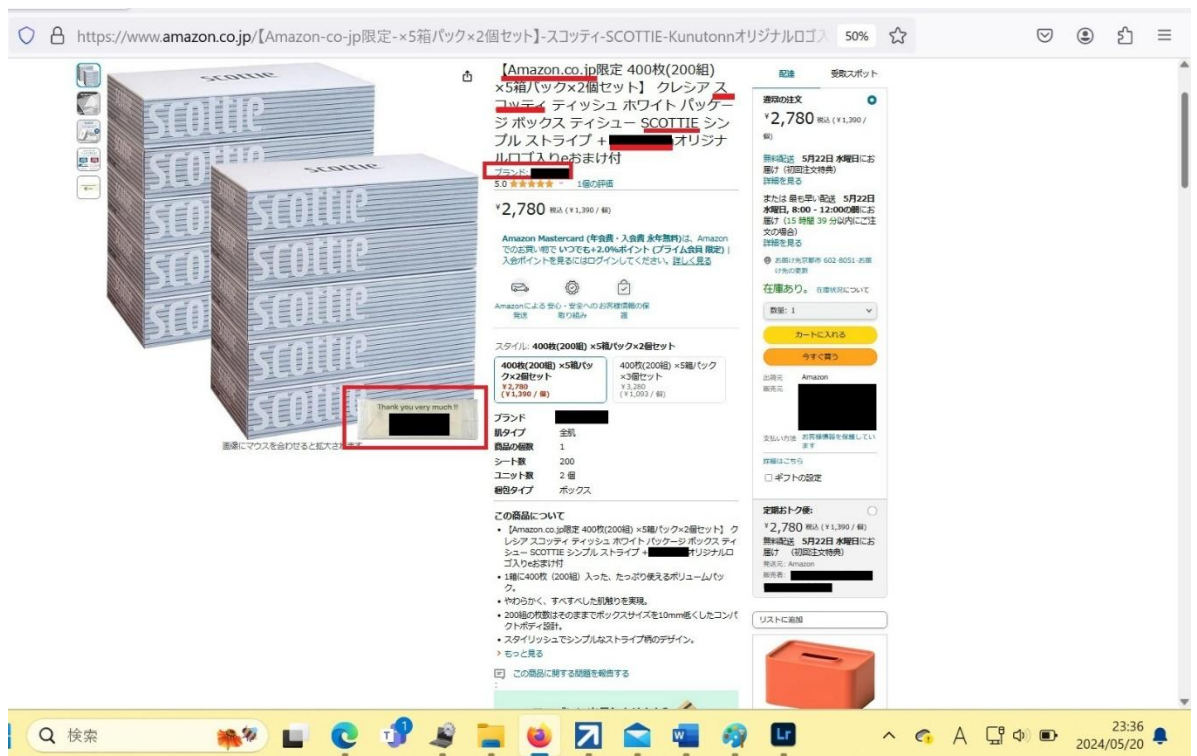 https://www.amazon.co.jp/【Amazon-co-jp限定-×5箱パック×2個セット】-スコッティ-SCOTTIE-Kunutonnオリジナルロゴ入
50%
scottie
scottie
Thank you very much !!
画像にマウスを合わせると拡大されます
【Amazon.co.jp限定 400枚(200組)
×5箱パック×2個セット】 クレシア ス
コッティ ティッシュ ホワイト パッケー
ジ ボックス ティシュー SCOTTIE シン
プル ストライプ + オリジナ
ルロゴ入りeおまけ付
ブランド:
5.0 1個の評価
¥2,780 税込 (¥1,390 / 個)
Amazon Mastercard (年会費・入会費 永年無料)は、Amazon
でのお買い物で いつでも+2.0%ポイント (プライム会員 限定) |
入会ポイントを見るにはログインしてください。 詳しく見る
Amazonによる発送
安心・安全への取り組み
お客様情報の保護
スタイル: 400枚(200組) ×5箱パック×2個セット
400枚(200組) ×5箱パッ
ク×2個セット
¥2,780
(¥1,390 / 個)
400枚(200組) ×5箱パック
×3個セット
¥3,280
(¥1,093 / 個)
ブランド
肌タイプ 全肌
商品の個数 1
シート数 200
ユニット数 2 個
梱包タイプ ボックス
この商品について
• 【Amazon.co.jp限定 400枚(200組) ×5箱パック×2個セット】 ク
レシア スコッティ ティッシュ ホワイト パッケージ ボックス ティ
シュー SCOTTIE シンプル ストライプ + オリジナルロ
ゴ入りeおまけ付
• 1箱に400枚 (200組)入った、たっぷり使えるボリュームパッ
ク。
• やわらかく、すべすべした肌触りを実現。
• 200組の枚数はそのままでボックスサイズを10mm低くしたコンパ
クトボディ設計。
• スタイリッシュでシンプルなストライプ柄のデザイン。
› もっと見る
この商品に関する問題を報告する
配達 受取スポット
通常の注文
¥2,780 税込 (¥1,390 /
個)
無料配送 5月22日 水曜日にお
届け (初回注文特典)
詳細を見る
または 最も早い配送 5月22日
水曜日, 8:00 - 12:00の間にお
届け (15 時間 39 分以内にご注
文の場合)
詳細を見る
お届け先京都市 602-8051-お届
け先の更新
在庫あり。 在庫状況について
数量: 1
カートに入れる
今すぐ買う
出荷元 Amazon
販売元
支払い方法 お客様情報を保護してい
ます
詳細はこちら
ギフトの設定
定期おトク便:
¥2,780 税込 (¥1,390 / 個)
無料配送 5月22日 水曜日にお
届け (初回注文特典)
発送元: Amazon
販売者:
リストに追加
検索
A
23:36
2024/05/20